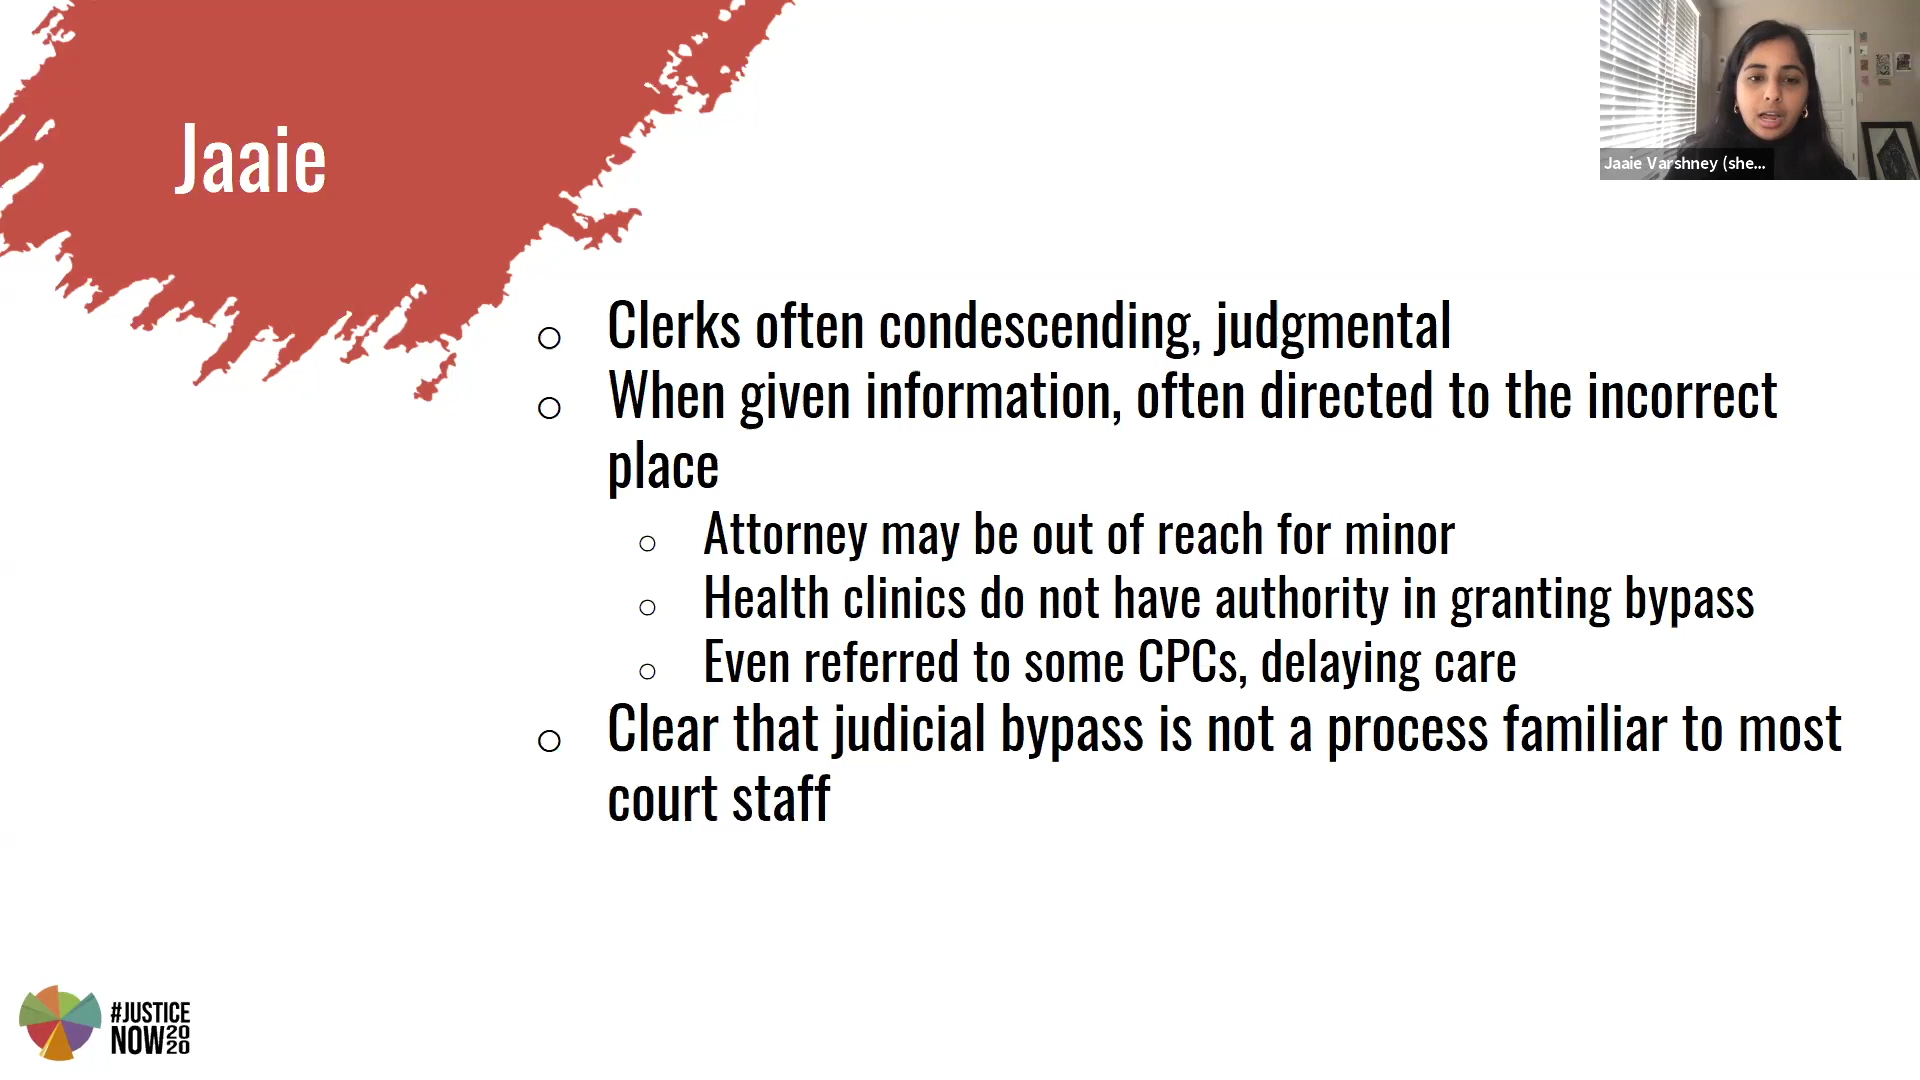 Jaaie
Jaaie Varshney (she...
Clerks often condescending, judgmental
When given information, often directed to the incorrect
place
Attorney may be out of reach for minor
Health clinics do not have authority in granting bypass
Even referred to some CPCs, delaying care
Clear that judicial bypass is not a process familiar to most
court staff
#JUSTICE
NOW 20
20